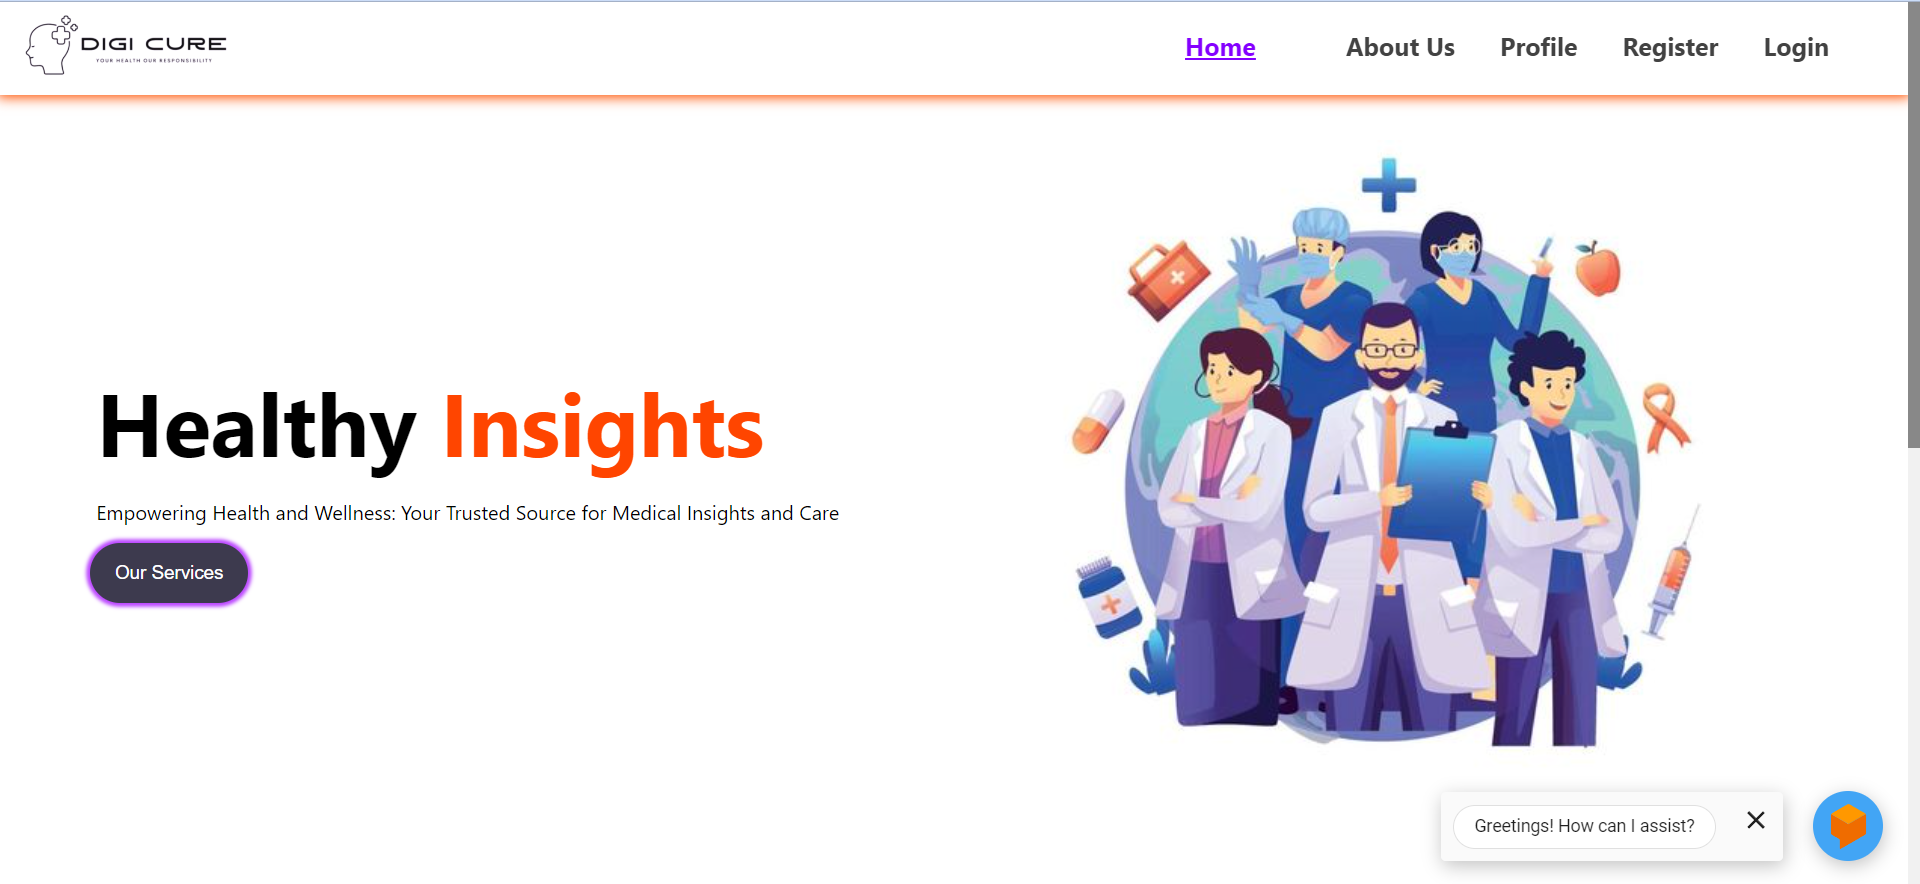 DIGI CURE
YOUR HEALTH OUR RESPONSIBILITY
Home About Us Profile Register Login
Healthy Insights
Empowering Health and Wellness: Your Trusted Source for Medical Insights and Care
Our Services
Greetings! How can I assist?